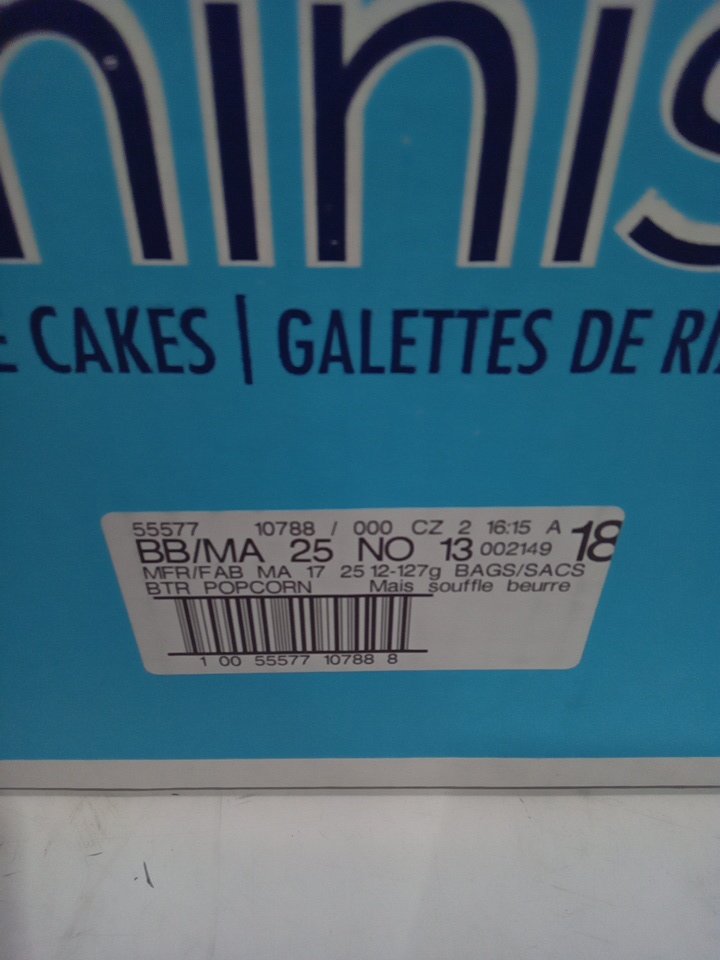 minis
CAKES | GALETTES DE
55577 10788 / 000 CZ 2 16:15 A 18
BB/MA 25 NO 13 002149
MFR/FAB MA 17 25 12-127g BAGS/SACS
BTR POPCORN Mais souffle beurre
1 00 55577 10788 8